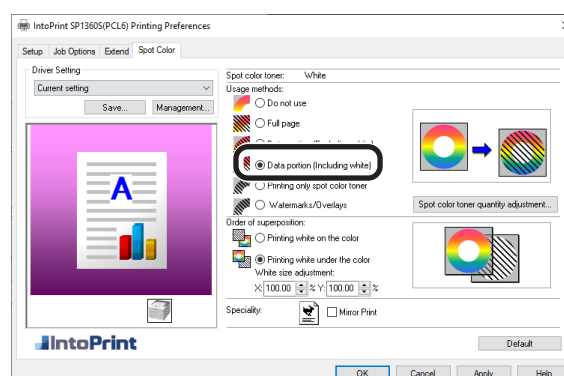 IntoPrint SP1360S(PCL6) Printing Preferences
Setup Job Options Extend Spot Color
Driver Setting
Current setting
Save... Management...
A
Spot color toner: White
Usage methods:
Do not use
Full page
Data portion (Including white)
Printing only spot color toner
Watermarks/Overlays
Spot color toner quantity adjustment...
Order of superposition:
Printing white on the color
Printing white under the color
White size adjustment:
X: 100.00 % Y: 100.00 %
Speciality: Mirror Print
IntoPrint
Default
OK Cancel Apply Help